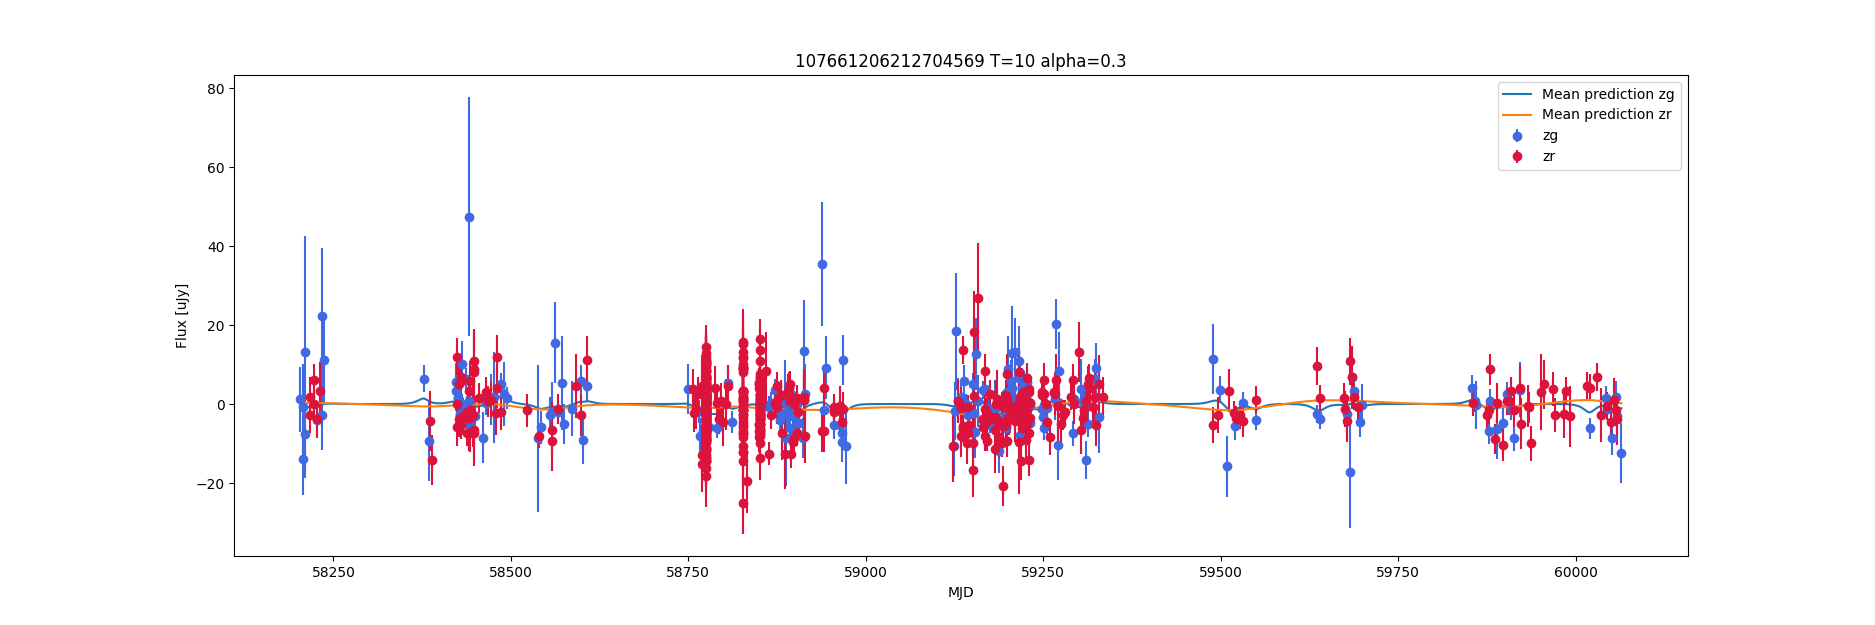 107661206212704569 T=10 alpha=0.3
Mean prediction zg
Mean prediction zr
zg
zr
80
60
40
20
0
−20
Flux [uJy]
58250 58500 58750 59000 59250 59500 59750 60000
MJD